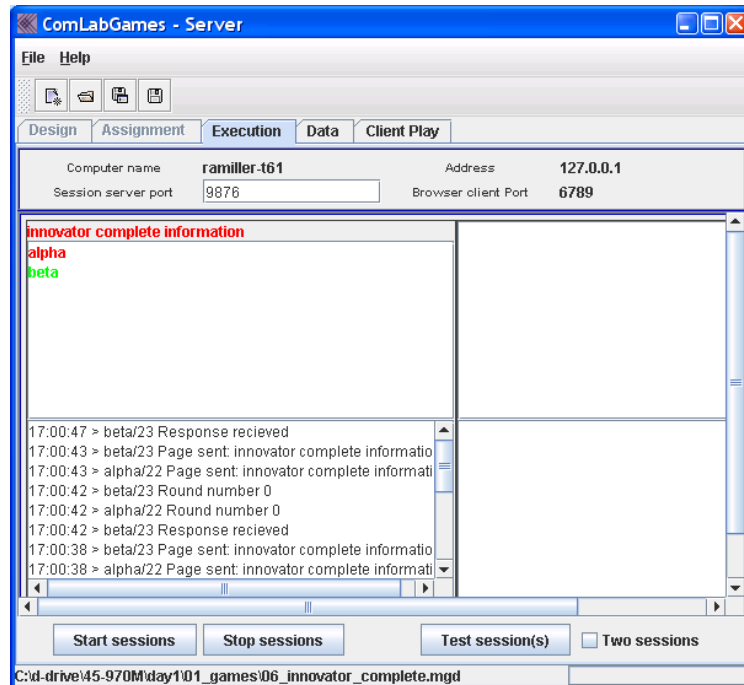 ComLabGames - Server
File Help
Design Assignment Execution Data Client Play
Computer name ramiller-t61 Address 127.0.0.1
Session server port 9876 Browser client Port 6789
innovator complete information
alpha
beta
17:00:47 > beta/23 Response recieved
17:00:43 > beta/23 Page sent: innovator complete informatio
17:00:43 > alpha/22 Page sent: innovator complete informati
17:00:42 > beta/23 Round number 0
17:00:42 > alpha/22 Round number 0
17:00:42 > beta/23 Response recieved
17:00:38 > beta/23 Page sent: innovator complete informatio
17:00:38 > alpha/22 Page sent: innovator complete informati
Start sessions Stop sessions Test session(s) Two sessions
C:\d-drive\45-970M\day1\01_games\06_innovator_complete.mgd